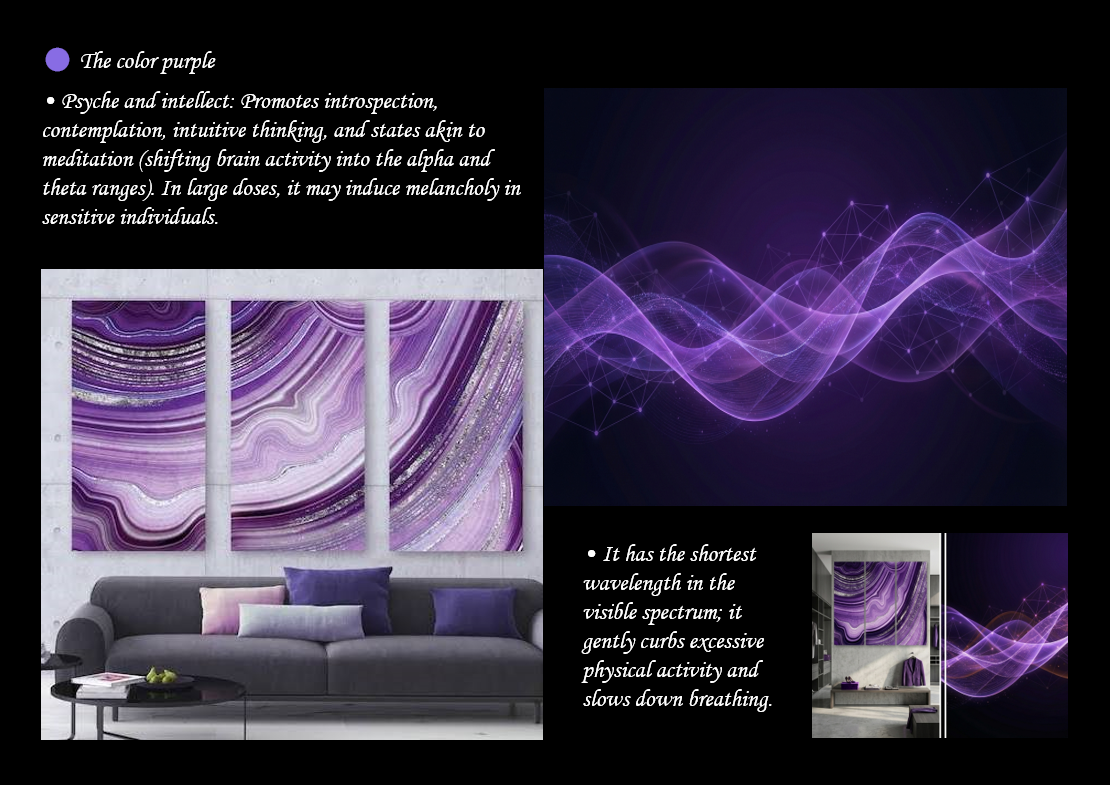 The color purple
• Psyche and intellect: Promotes introspection,
contemplation, intuitive thinking, and states akin to
meditation (shifting brain activity into the alpha and
theta ranges). In large doses, it may induce melancholy in
sensitive individuals.
• It has the shortest
wavelength in the
visible spectrum; it
gently curbs excessive
physical activity and
slows down breathing.